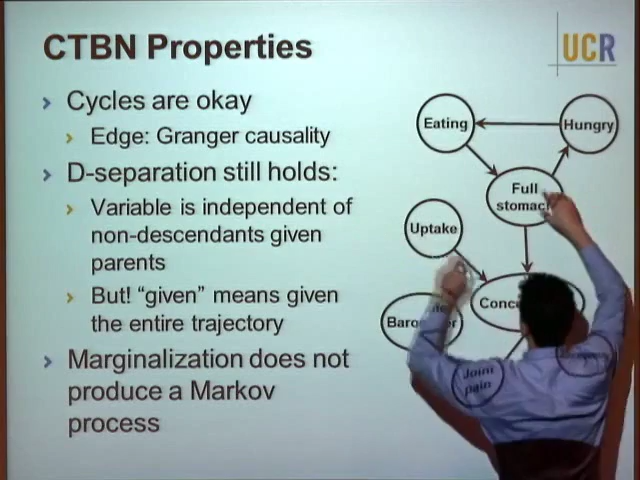 CTBN Properties
UCR
Cycles are okay
Edge: Granger causality
D-separation still holds:
Variable is independent of
non-descendants given
parents
But! “given” means given
the entire trajectory
Marginalization does not
produce a Markov
process
Eating
Hungry
Full
stomach
Uptake
Joint
pain